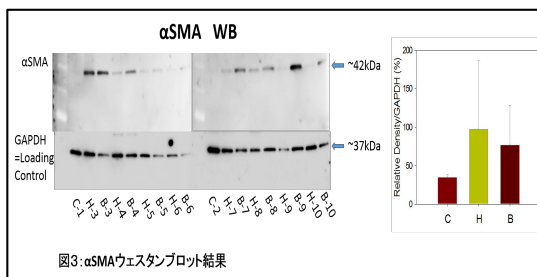 αSMA WB
αSMA
~42kDa
GAPDH
=Loading
Control
~37kDa
C-1 H-3 B-3 H-4 B-4 H-5 B-5 H-6 B-6
C-2 H-7 B-7 H-8 B-8 H-9 B-9 H-10 B-10
図3:αSMAウェスタンブロット結果
Relative Density/GAPDH (%)
200
150
100
50
0
C H B